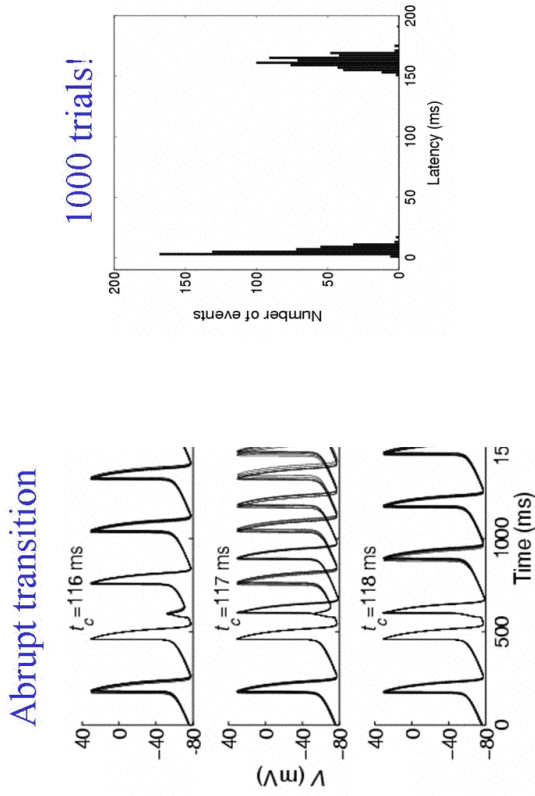 Abrupt transition
40
0
-40
-80
t_c=116 ms
V (mV)
40
0
-40
-80
t_c=117 ms
40
0
-40
-80
t_c=118 ms
0
500
1000
15
Time (ms)
1000 trials!
Number of events
200
150
100
50
0
0
50
100
150
200
Latency (ms)